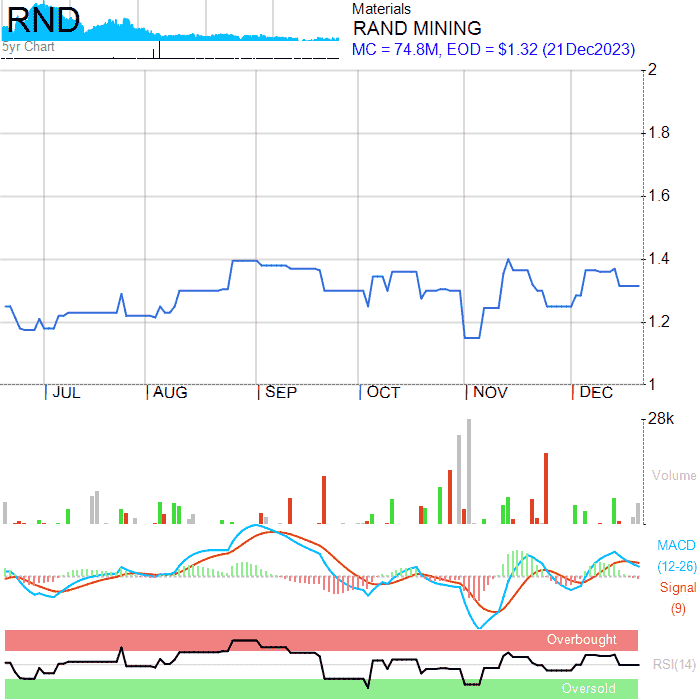 RND
5yr Chart
Materials
RAND MINING
MC = 74.8M, EOD = $1.32 (21Dec2023)
2
1.8
1.6
1.4
1.2
1
JUL
AUG
SEP
OCT
NOV
DEC
28k
Volume
MACD
(12-26)
Signal
(9)
Overbought
RSI(14)
Oversold